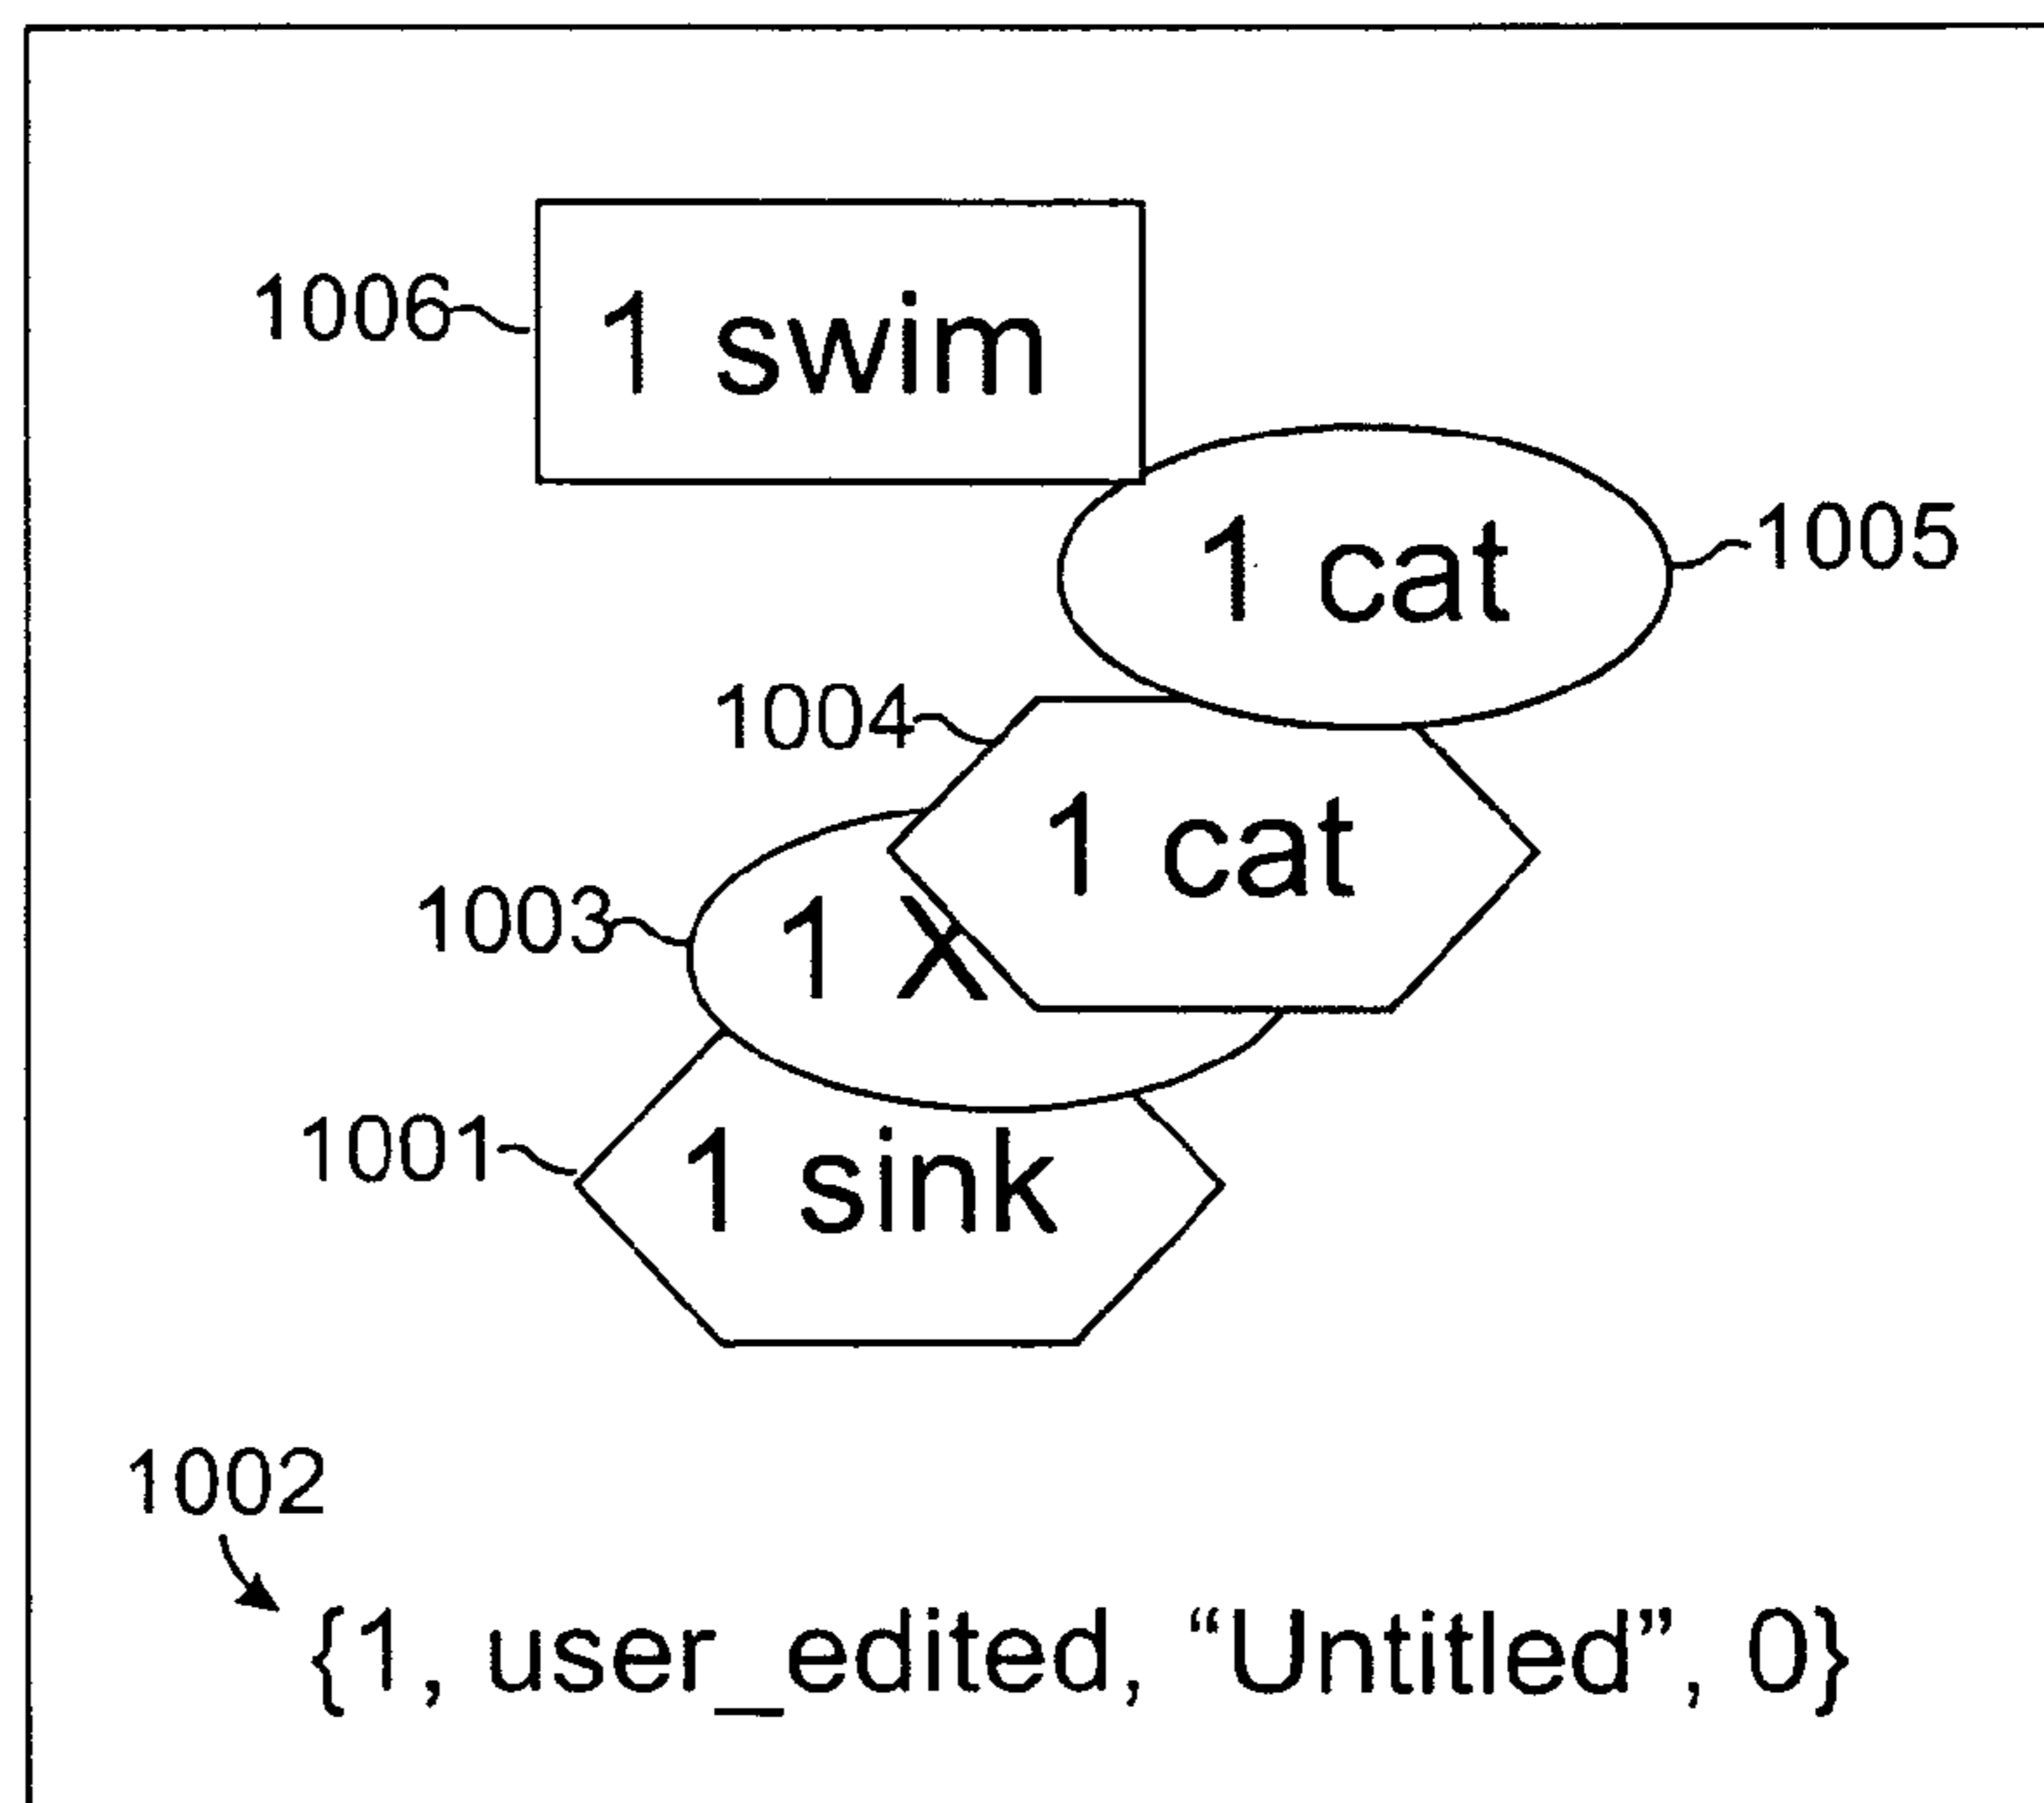 1006 1 swim
1 cat 1005
1004
1 cat
1003 1 X
1001 1 sink
1002
{1, user_edited, “Untitled”, 0}